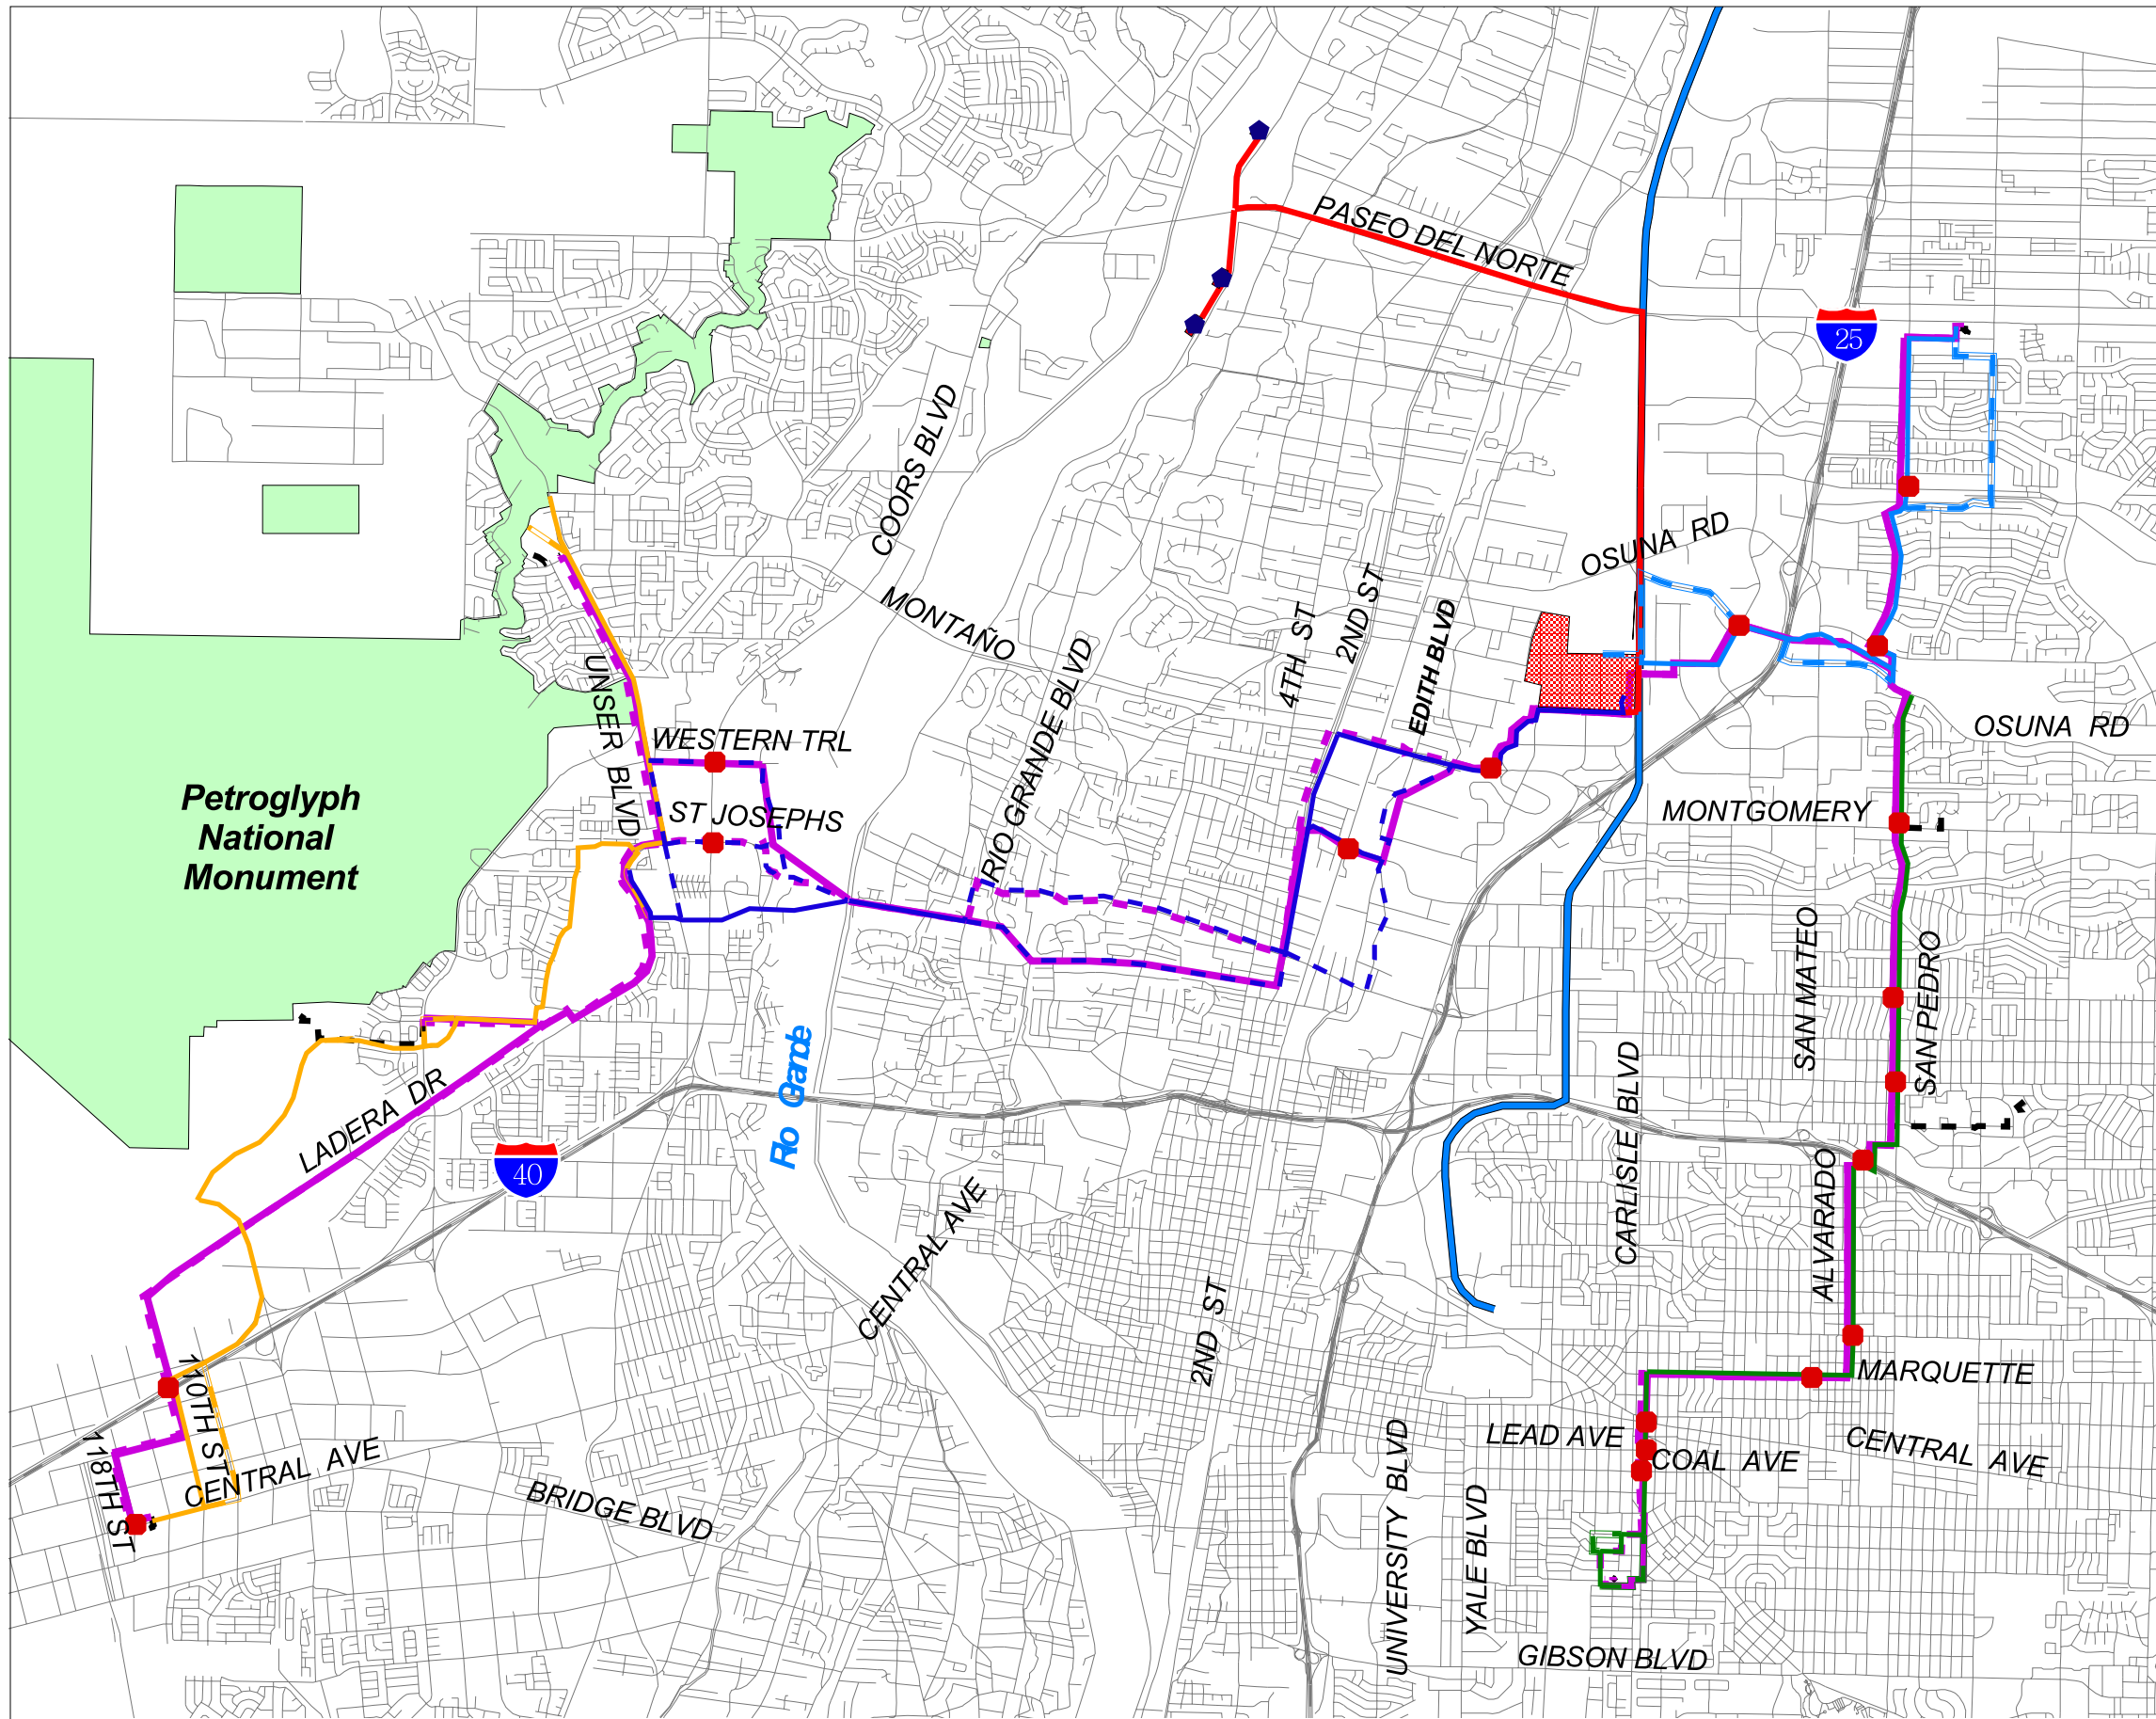 PASEO DEL NORTE
25
COORS BLVD
OSUNA RD
MONTAÑO
4TH ST
2ND ST
EDITH BLVD
RIO GRANDE BLVD
UNSER BLVD
WESTERN TRL
OSUNA RD
Petroglyph
National
Monument
ST JOSEPHS
MONTGOMERY
SAN MATEO
SAN PEDRO
Rio Grande
CARLISLE BLVD
LADERA DR
40
ALVARADO
CENTRAL AVE
2ND ST
110TH ST
MARQUETTE
118TH ST
CENTRAL AVE
LEAD AVE
COAL AVE
CENTRAL AVE
BRIDGE BLVD
UNIVERSITY BLVD
YALE BLVD
GIBSON BLVD